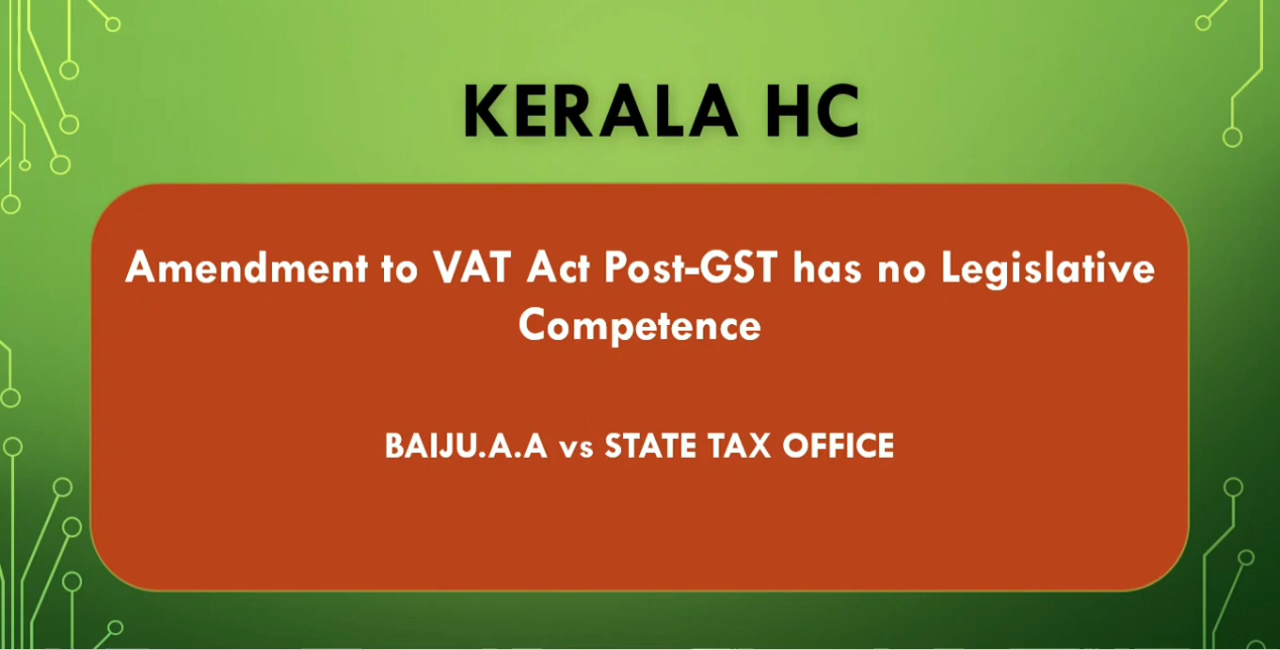 KERALA HC
Amendment to VAT Act Post-GST has no Legislative
Competence
BAIJU.A.A vs STATE TAX OFFICE